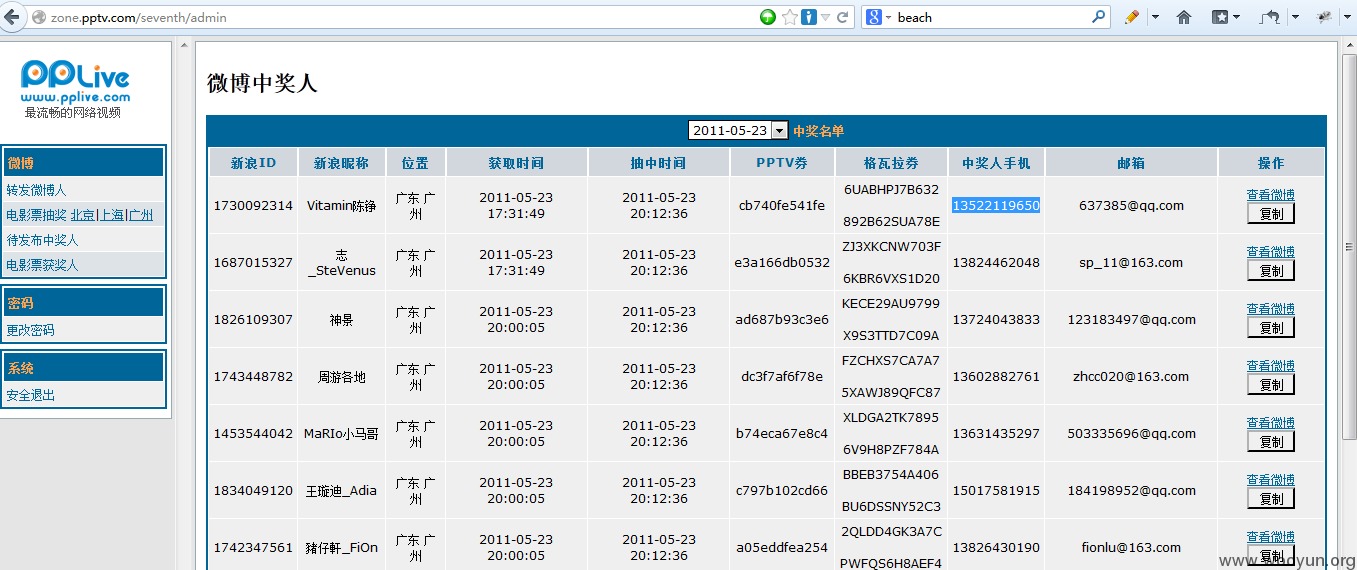 zone.pptv.com/seventh/admin
beach
PPLive
www.pplive.com
最流畅的网络视频
微博
转发微博人
电影票抽奖 北京|上海|广州
待发布中奖人
电影票获奖人
密码
更改密码
系统
安全退出
微博中奖人
2011-05-23 中奖名单
新浪ID 新浪昵称 位置 获取时间 抽中时间 PPTV券 格瓦拉券 中奖人手机 邮箱 操作
1730092314 Vitamin陈铮 广东 广州 2011-05-23 17:31:49 2011-05-23 20:12:36 cb740fe541fe 6UABHPJ7B632 892B62SUA78E 13522119650 637385@qq.com 查看微博 复制
1687015327 志_SteVenus 广东 广州 2011-05-23 17:31:49 2011-05-23 20:12:36 e3a166db0532 ZJ3XKCNW703F 6KBR6VXS1D20 13824462048 sp_11@163.com 查看微博 复制
1826109307 神景 广东 广州 2011-05-23 20:00:05 2011-05-23 20:12:36 ad687b93c3e6 KECE29AU9799 X9S3TTD7C09A 13724043833 123183497@qq.com 查看微博 复制
1743448782 周游各地 广东 广州 2011-05-23 20:00:05 2011-05-23 20:12:36 dc3f7af6f78e FZCHXS7CA7A7 5XAWJ89QFC87 13602882761 zhcc020@163.com 查看微博 复制
1453544042 MaRIo小马哥 广东 广州 2011-05-23 20:00:05 2011-05-23 20:12:36 b74eca67e8c4 XLDGA2TK7895 6V9H8PZF784A 13631435297 503335696@qq.com 查看微博 复制
1834049120 王璇迪_Adia 广东 广州 2011-05-23 20:00:05 2011-05-23 20:12:36 c797b102cd66 BBEB3754A406 BU6DSSNY52C3 15017581915 184198952@qq.com 查看微博 复制
1742347561 豬仔軒_FiOn 广东 广州 2011-05-23 20:00:05 2011-05-23 20:12:36 a05eddfea254 2QLDD4GK3A7C PWFQS6H8AEF4 13826430190 fionlu@163.com 查看微博 复制
www.wooyun.org